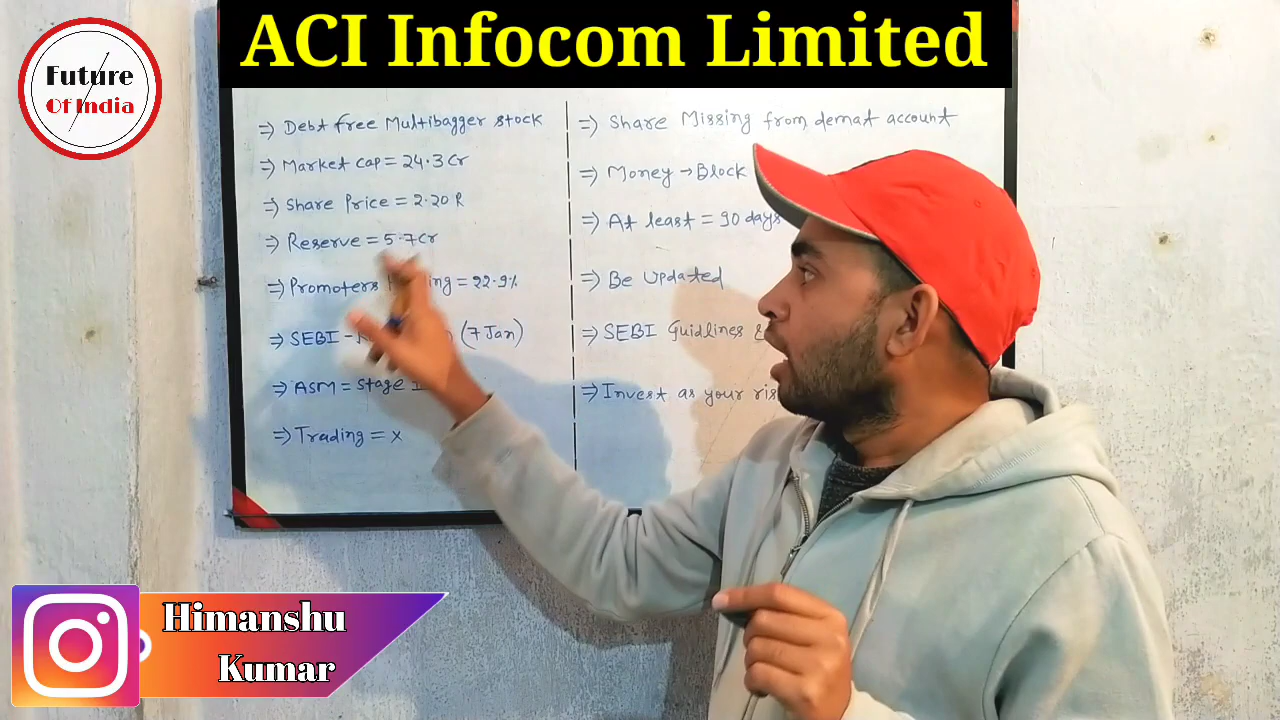 ACI Infocom Limited
Future
Of India
⇒ Debt free Multibagger stock
⇒ Market cap = 24.3 Cr
⇒ Share Price = 2.20 R
⇒ Reserve = 5.7 Cr
⇒ Promoters = 22.9%
⇒ SEBI - (7 Jan)
⇒ ASM = Stage
⇒ Trading = x
⇒ Share Missing from demat account
⇒ Money → Block
⇒ At least = 90 days
⇒ Be Updated
⇒ SEBI Guidlines &
⇒ Invest as your
Himanshu
Kumar